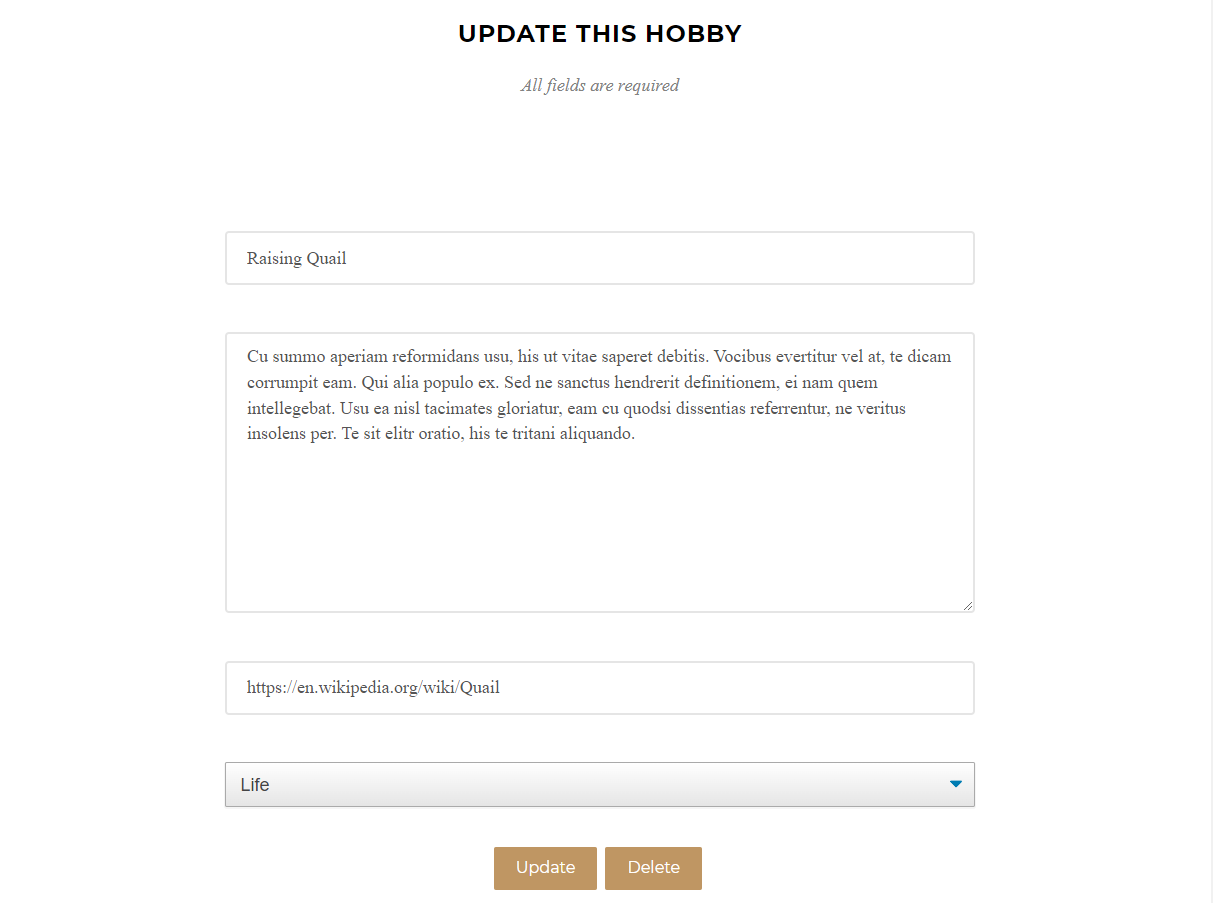 UPDATE THIS HOBBY
All fields are required
Raising Quail
Cu summo aperiam reformidans usu, his ut vitae saperet debitis. Vocibus evertitur vel at, te dicam
corrumpit eam. Qui alia populo ex. Sed ne sanctus hendrerit definitionem, ei nam quem
intellegebat. Usu ea nisl tacimates gloriatur, eam cu quodsi dissentias referrentur, ne veritus
insolens per. Te sit elitr oratio, his te tritani aliquando.
https://en.wikipedia.org/wiki/Quail
Life
Update Delete